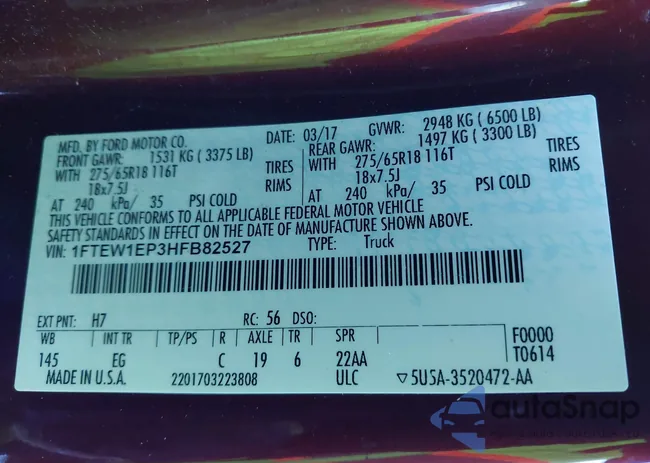 MFD. BY FORD MOTOR CO. DATE: 03/17 GVWR: 2948 KG ( 6500 LB)
FRONT GAWR: 1531 KG ( 3375 LB) REAR GAWR: 1497 KG ( 3300 LB)
WITH 275/65R18 116T TIRES WITH 275/65R18 116T TIRES
18x7.5J RIMS 18x7.5J RIMS
AT 240 kPa/ 35 PSI COLD AT 240 kPa/ 35 PSI COLD
THIS VEHICLE CONFORMS TO ALL APPLICABLE FEDERAL MOTOR VEHICLE
SAFETY STANDARDS IN EFFECT ON THE DATE OF MANUFACTURE SHOWN ABOVE.
VIN: 1FTEW1EP3HFB82527 TYPE: Truck
EXT PNT: H7 RC: 56 DSO:
WB INT TR TP/PS R AXLE TR SPR F0000
145 EG C 19 6 22AA T0614
MADE IN U.S.A. 2201703223808 ULC ▽5U5A-3520472-AA
autoSnap